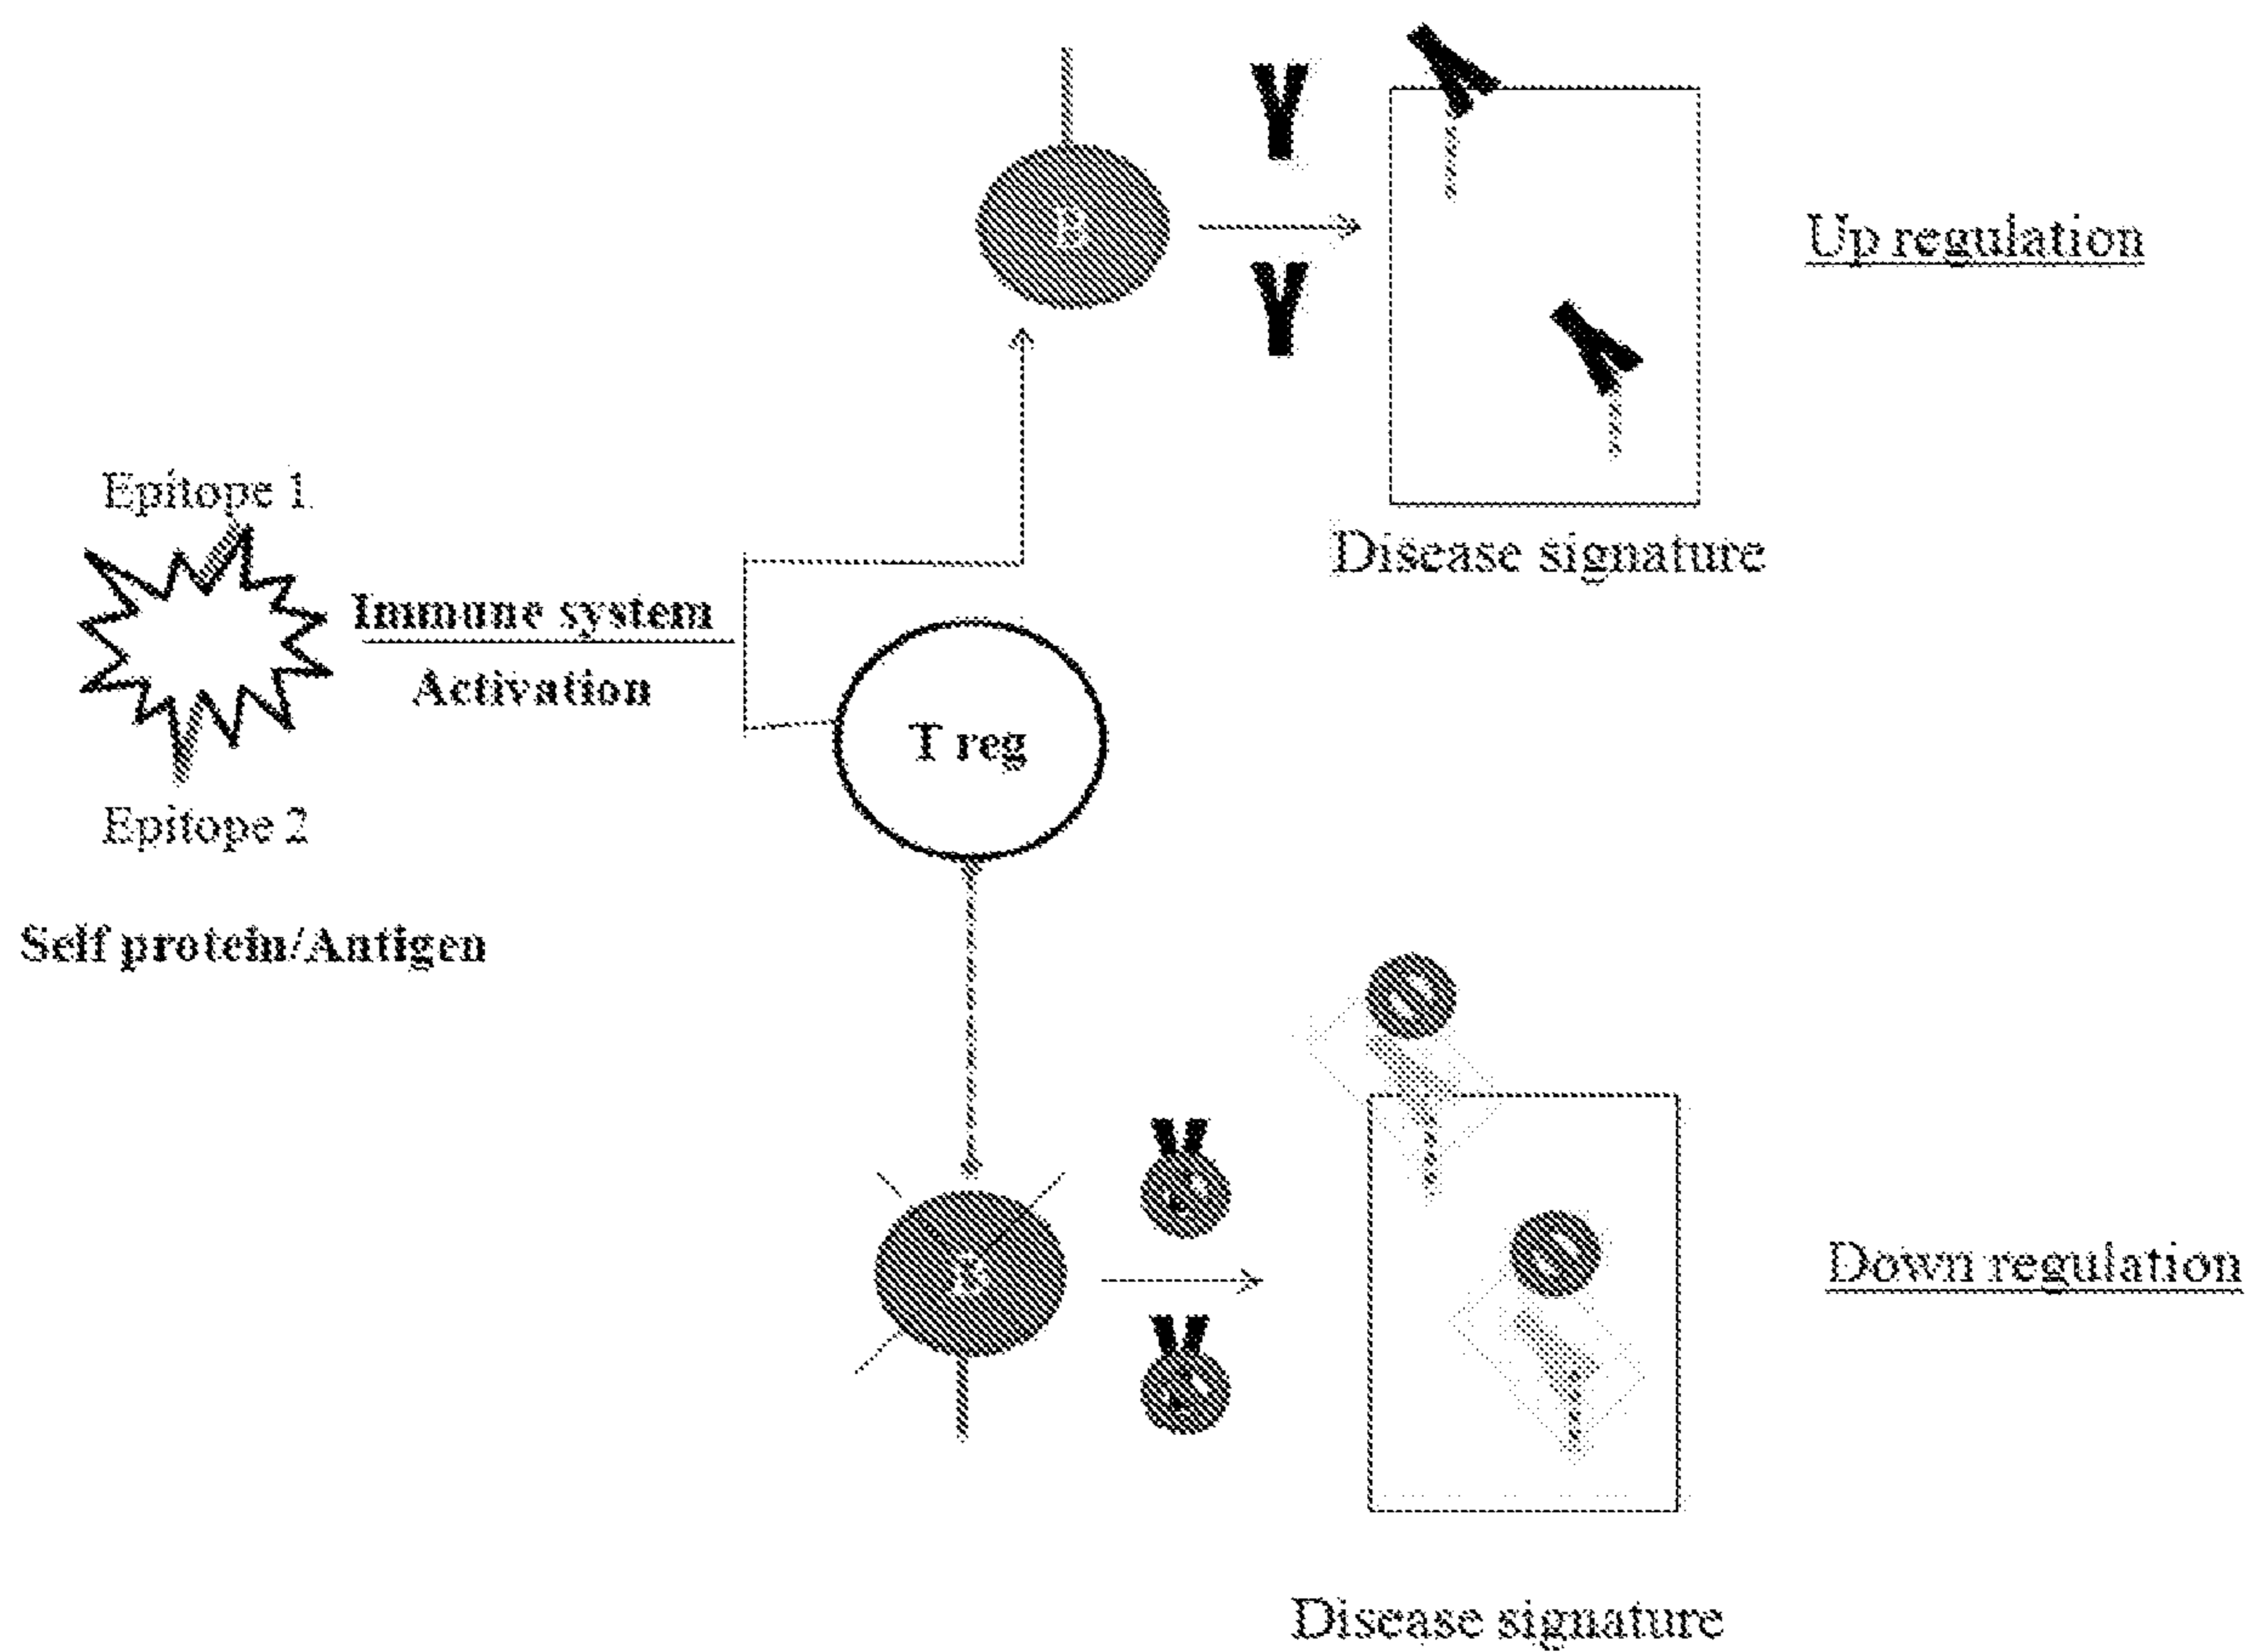 B
Up regulation
Disease signature
Epitope 1
Immune system
Activation
T reg
Epitope 2
Self protein/Antigen
B
Down regulation
Disease signature